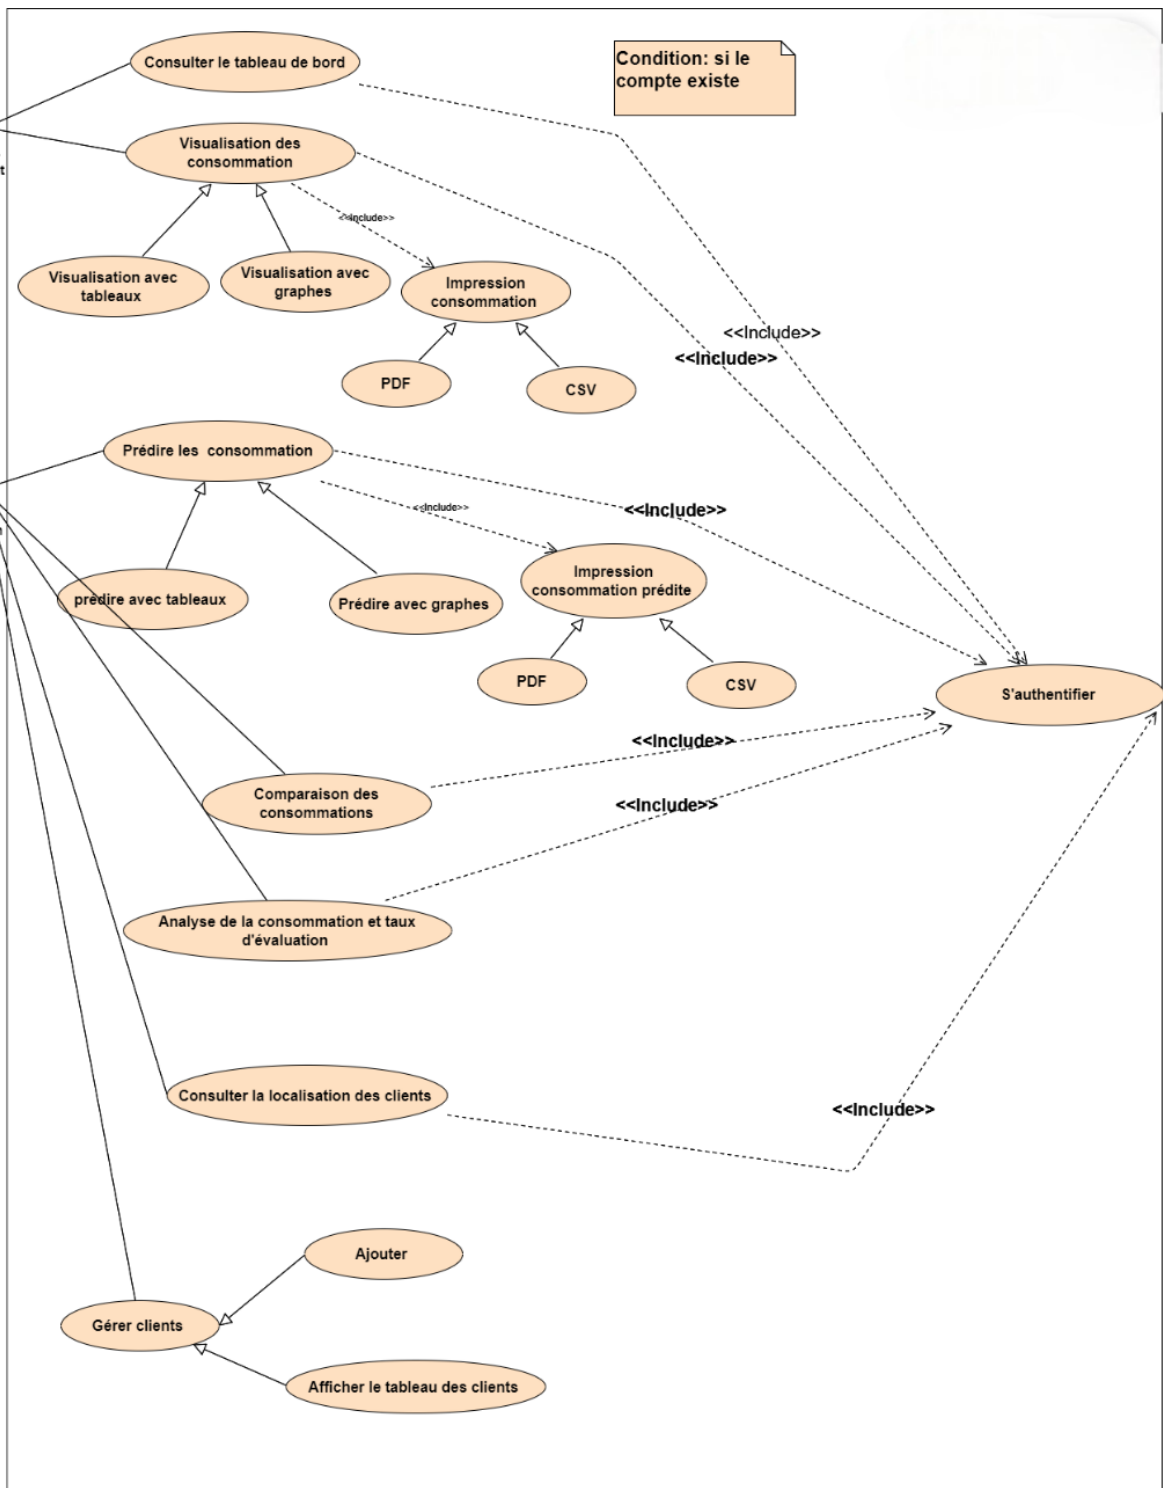 Consulter le tableau de bord
Condition: si le
compte existe
Visualisation des
consommation
t
<<Include>>
Visualisation avec
tableaux
Visualisation avec
graphes
Impression
consommation
<<Include>>
<<Include>>
PDF
CSV
Prédire les consommation
<<Include>>
<<Include>>
Impression
consommation prédite
prédire avec tableaux
Prédire avec graphes
PDF
CSV
S'authentifier
<<Include>>
Comparaison des
consommations
<<Include>>
Analyse de la consommation et taux
d'évaluation
Consulter la localisation des clients
<<Include>>
Ajouter
Gérer clients
Afficher le tableau des clients